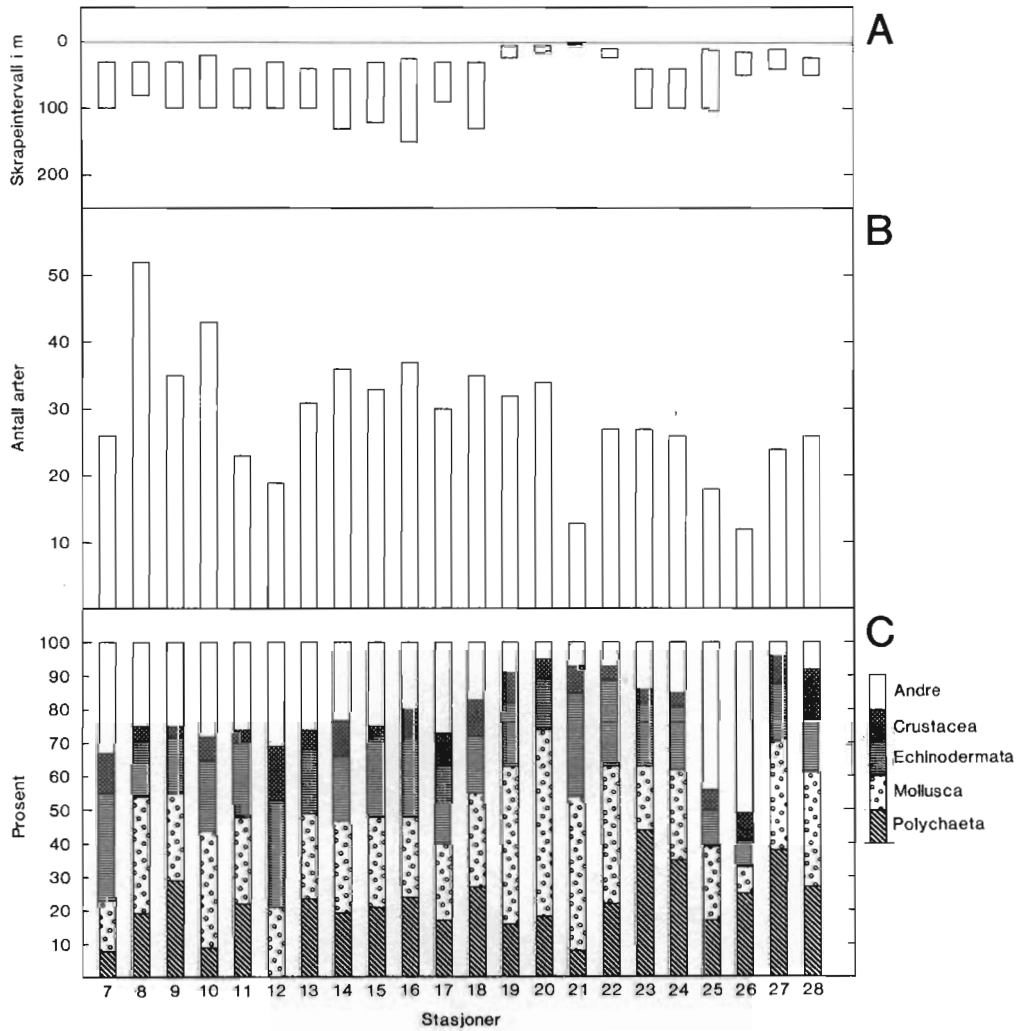 A
Skrapeintervall i m
0
100
200
B
Antall arter
50
40
30
20
10
C
Prosent
100
90
80
70
60
50
40
30
20
10
Andre
Crustacea
Echinodermata
Mollusca
Polychaeta
7 8 9 10 11 12 13 14 15 16 17 18 19 20 21 22 23 24 25 26 27 28
Stasjoner